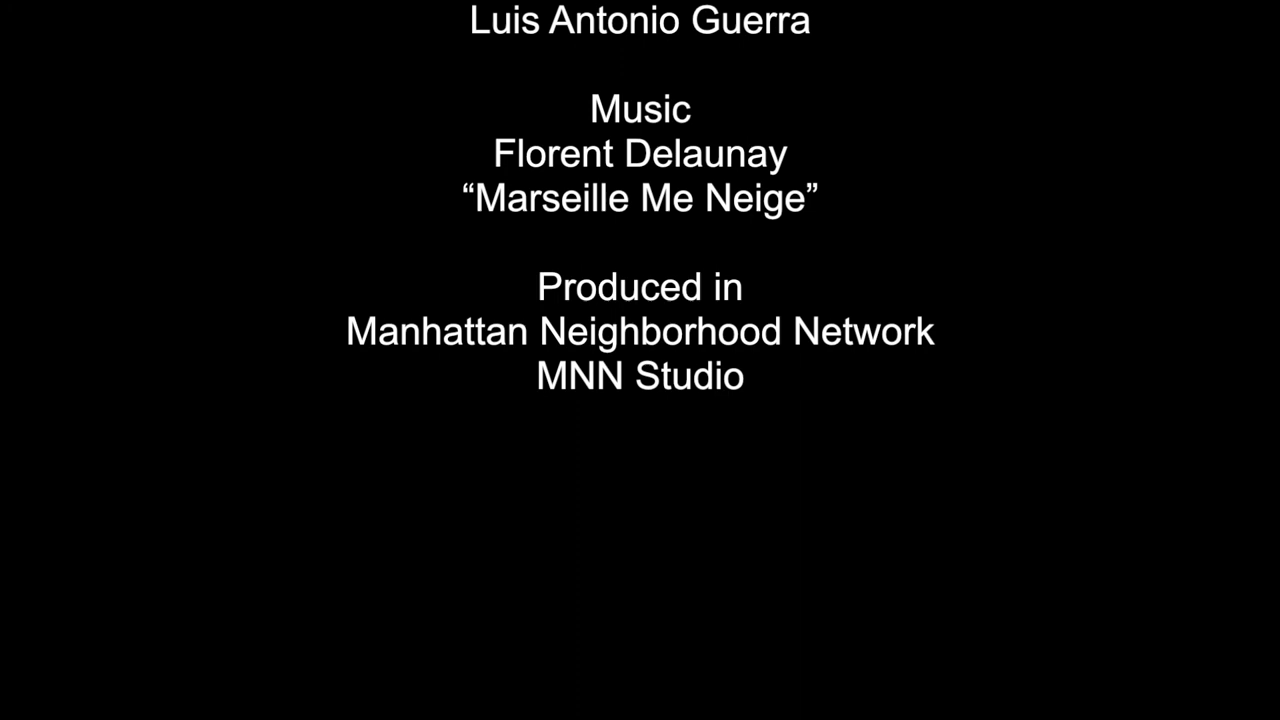 Luis Antonio Guerra
Music
Florent Delaunay
“Marseille Me Neige”
Produced in
Manhattan Neighborhood Network
MNN Studio